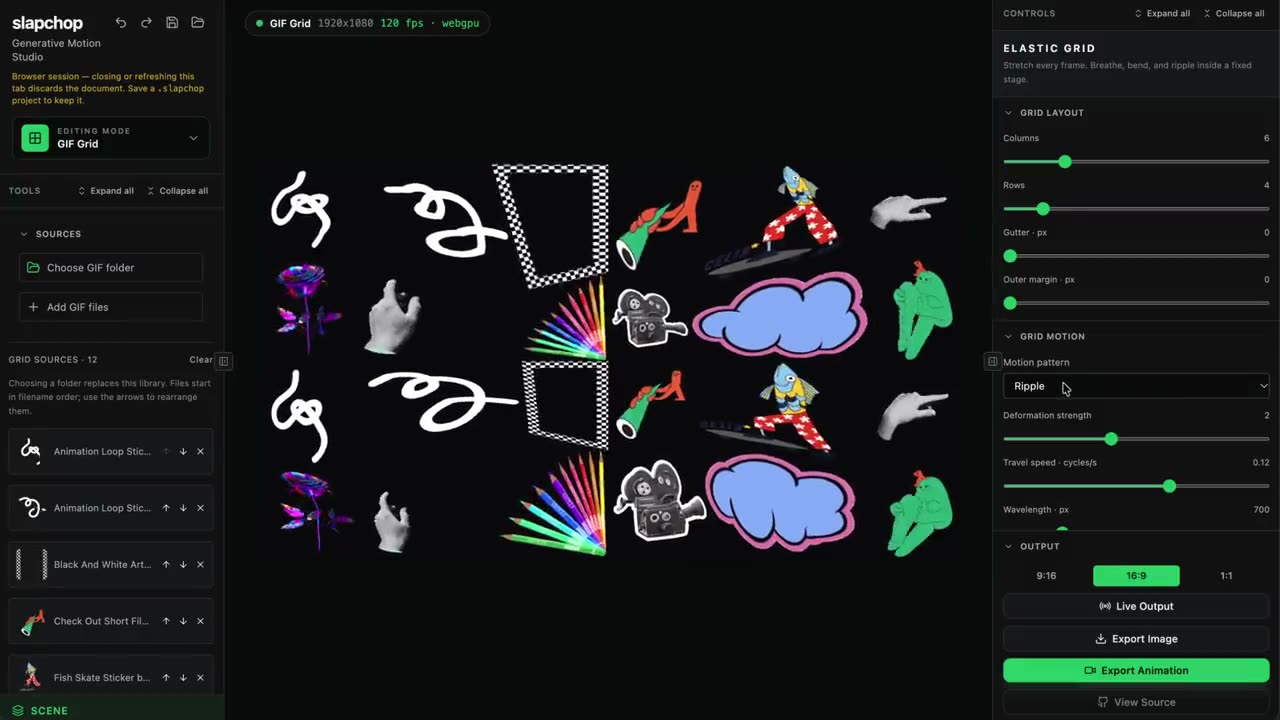 slapchop
Generative Motion
Studio
Browser session — closing or refreshing this
tab discards the document. Save a .slapchop
project to keep it.
EDITING MODE
GIF Grid
TOOLS
Expand all
Collapse all
SOURCES
Choose GIF folder
Add GIF files
GRID SOURCES · 12
Clear
Choosing a folder replaces this library. Files start
in filename order; use the arrows to rearrange
them.
Animation Loop Stic...
Animation Loop Stic...
Black And White Art...
Check Out Short Fil...
Fish Skate Sticker b...
SCENE
GIF Grid 1920x1080 120 fps · webgpu
CONTROLS
Expand all
Collapse all
ELASTIC GRID
Stretch every frame. Breathe, bend, and ripple inside a fixed
stage.
GRID LAYOUT
Columns 6
Rows 4
Gutter · px 0
Outer margin · px 0
GRID MOTION
Motion pattern
Ripple
Deformation strength 2
Travel speed · cycles/s 0.12
Wavelength · px 700
OUTPUT
9:16 16:9 1:1
Live Output
Export Image
Export Animation
View Source